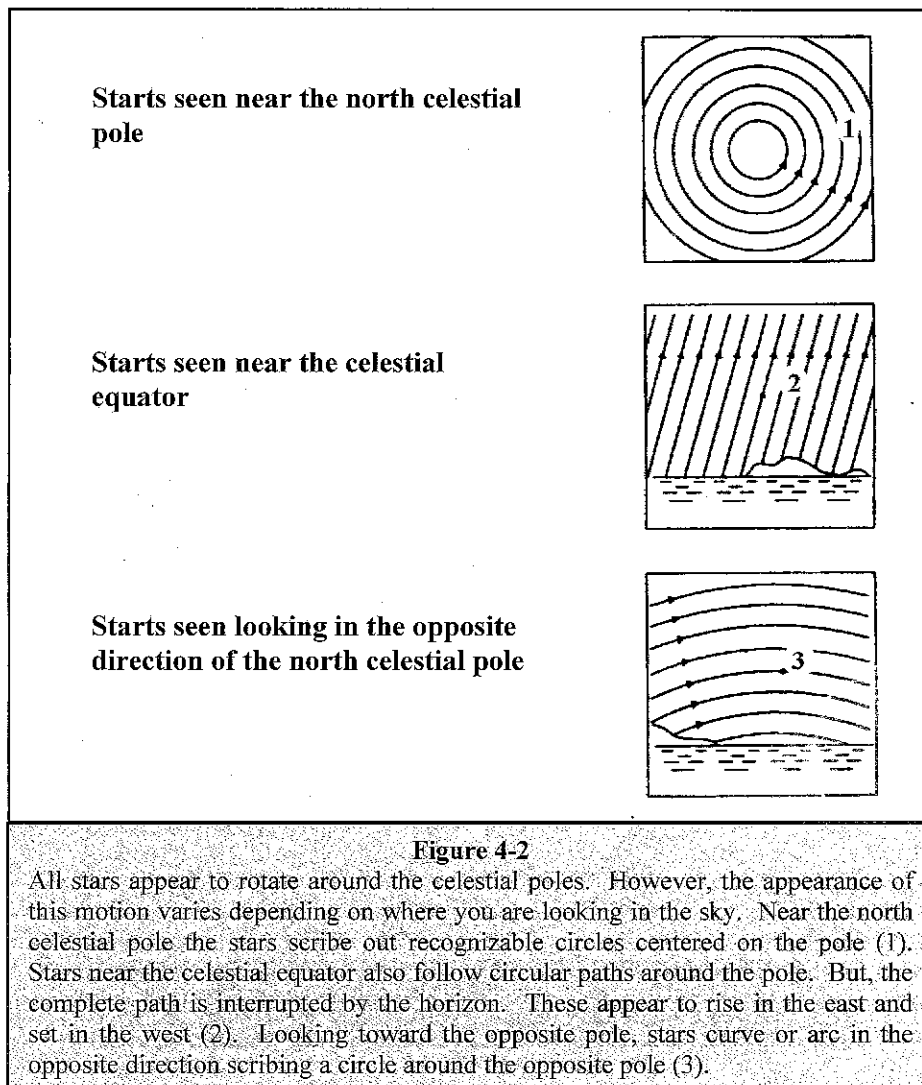 Starts seen near the north celestial
pole
1
Starts seen near the celestial
equator
2
Starts seen looking in the opposite
direction of the north celestial pole
3
Figure 4-2
All stars appear to rotate around the celestial poles. However, the appearance of
this motion varies depending on where you are looking in the sky. Near the north
celestial pole the stars scribe out recognizable circles centered on the pole (1).
Stars near the celestial equator also follow circular paths around the pole. But, the
complete path is interrupted by the horizon. These appear to rise in the east and
set in the west (2). Looking toward the opposite pole, stars curve or arc in the
opposite direction scribing a circle around the opposite pole (3).